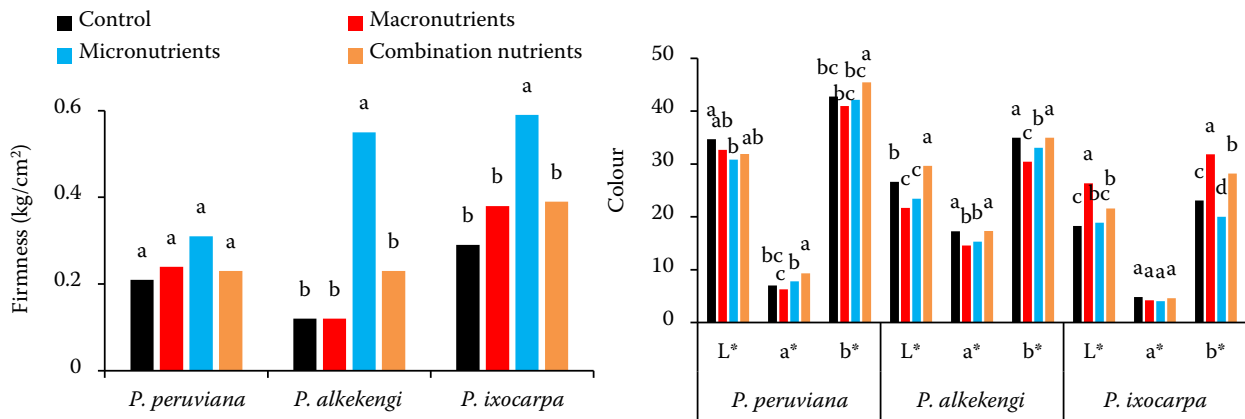 Control
Macronutrients
Micronutrients
Combination nutrients
Firmness (kg/cm²)
0.6
0.4
0.2
0
a a a a
b b a b
b b a b
P. peruviana P. alkekengi P. ixocarpa
Colour
50
40
30
20
10
0
a ab b ab
bc c b a
bc bc bc a
b c c a
a b b a
a c b a
c a bc b
a a a a
c a d b
L* a* b* L* a* b* L* a* b*
P. peruviana P. alkekengi P. ixocarpa